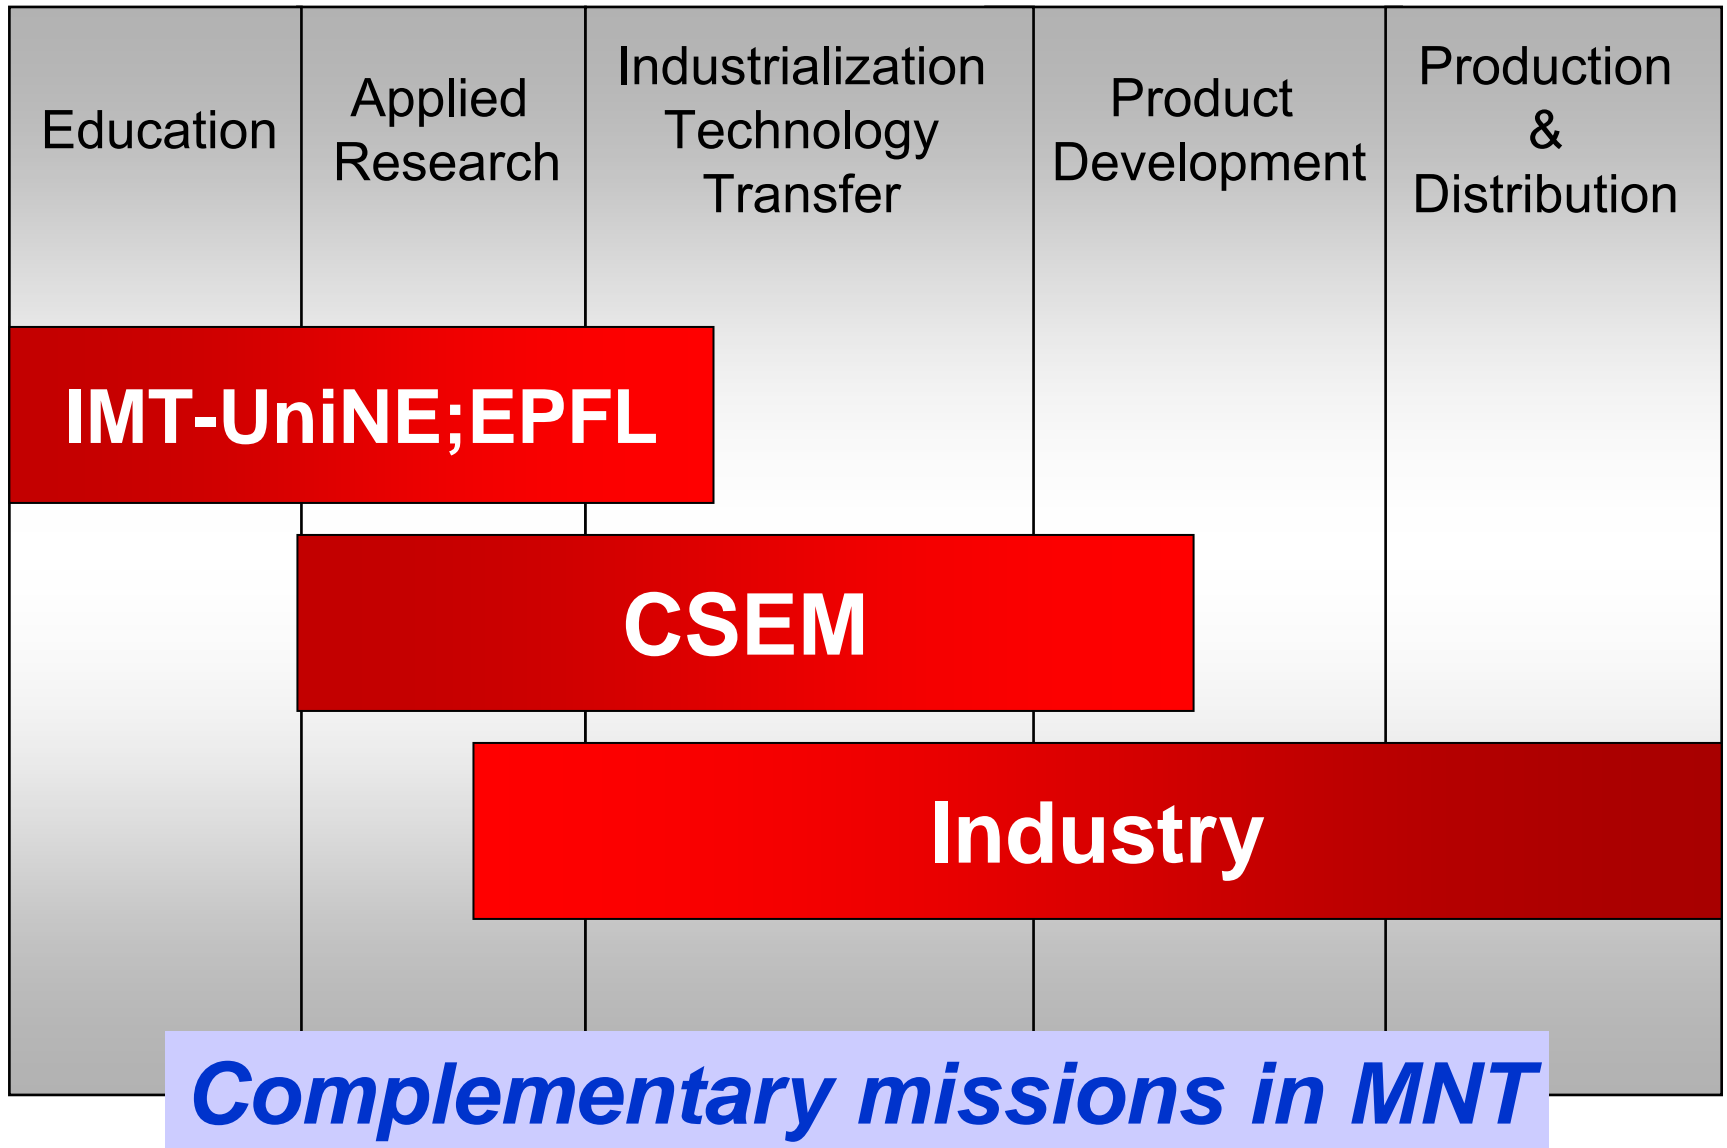 Education
Applied
Research
Industrialization
Technology
Transfer
Product
Development
Production
&
Distribution
IMT-UniNE;EPFL
CSEM
Industry
Complementary missions in MNT